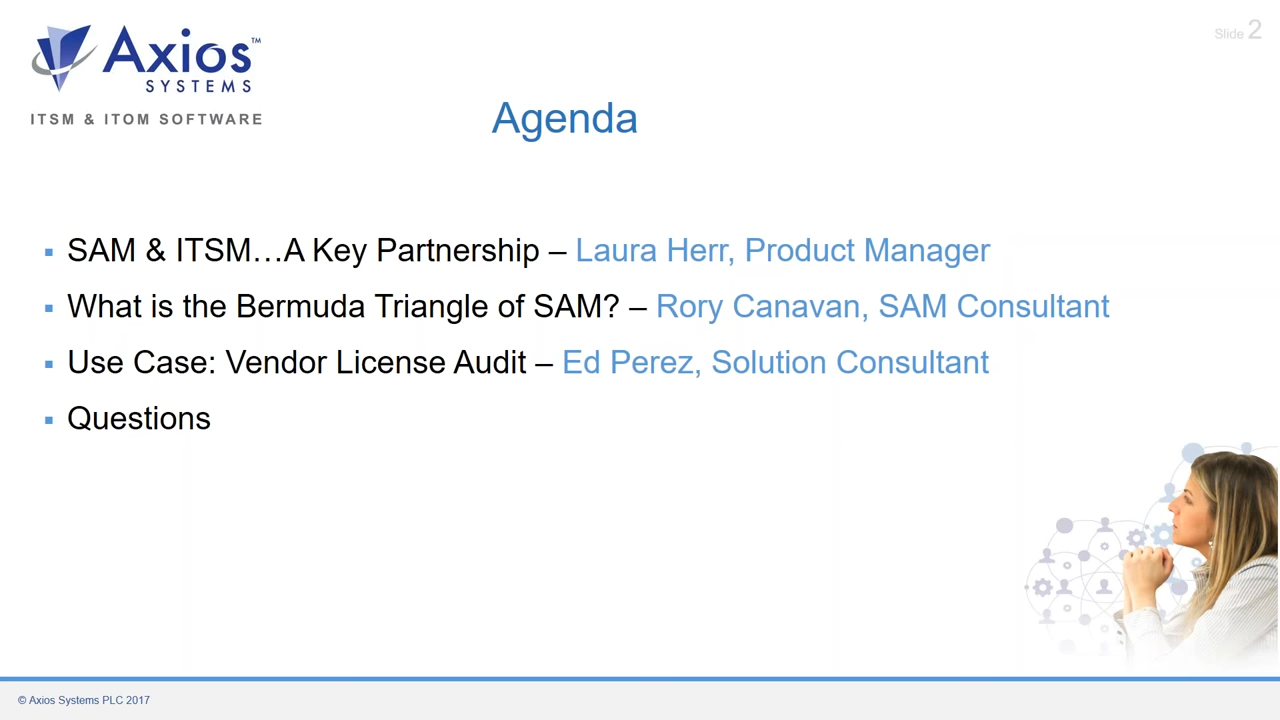 Axios™
SYSTEMS
ITSM & ITOM SOFTWARE
Slide 2
Agenda
▪ SAM & ITSM…A Key Partnership – Laura Herr, Product Manager
▪ What is the Bermuda Triangle of SAM? – Rory Canavan, SAM Consultant
▪ Use Case: Vendor License Audit – Ed Perez, Solution Consultant
▪ Questions
© Axios Systems PLC 2017